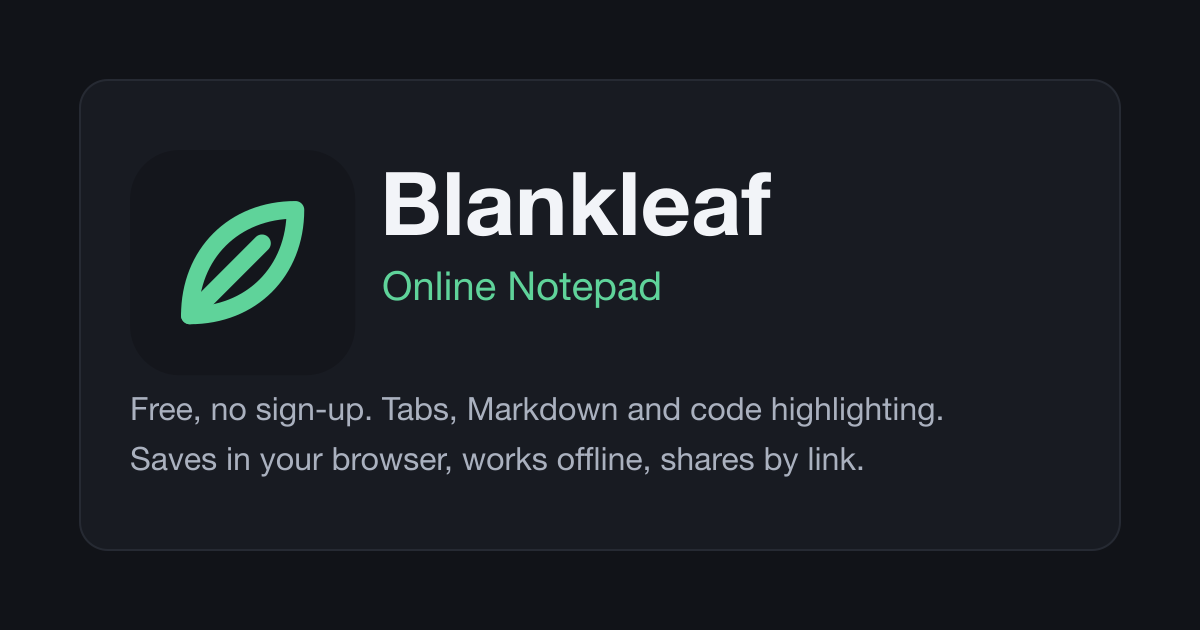 Blankleaf
Online Notepad
Free, no sign-up. Tabs, Markdown and code highlighting.
Saves in your browser, works offline, shares by link.